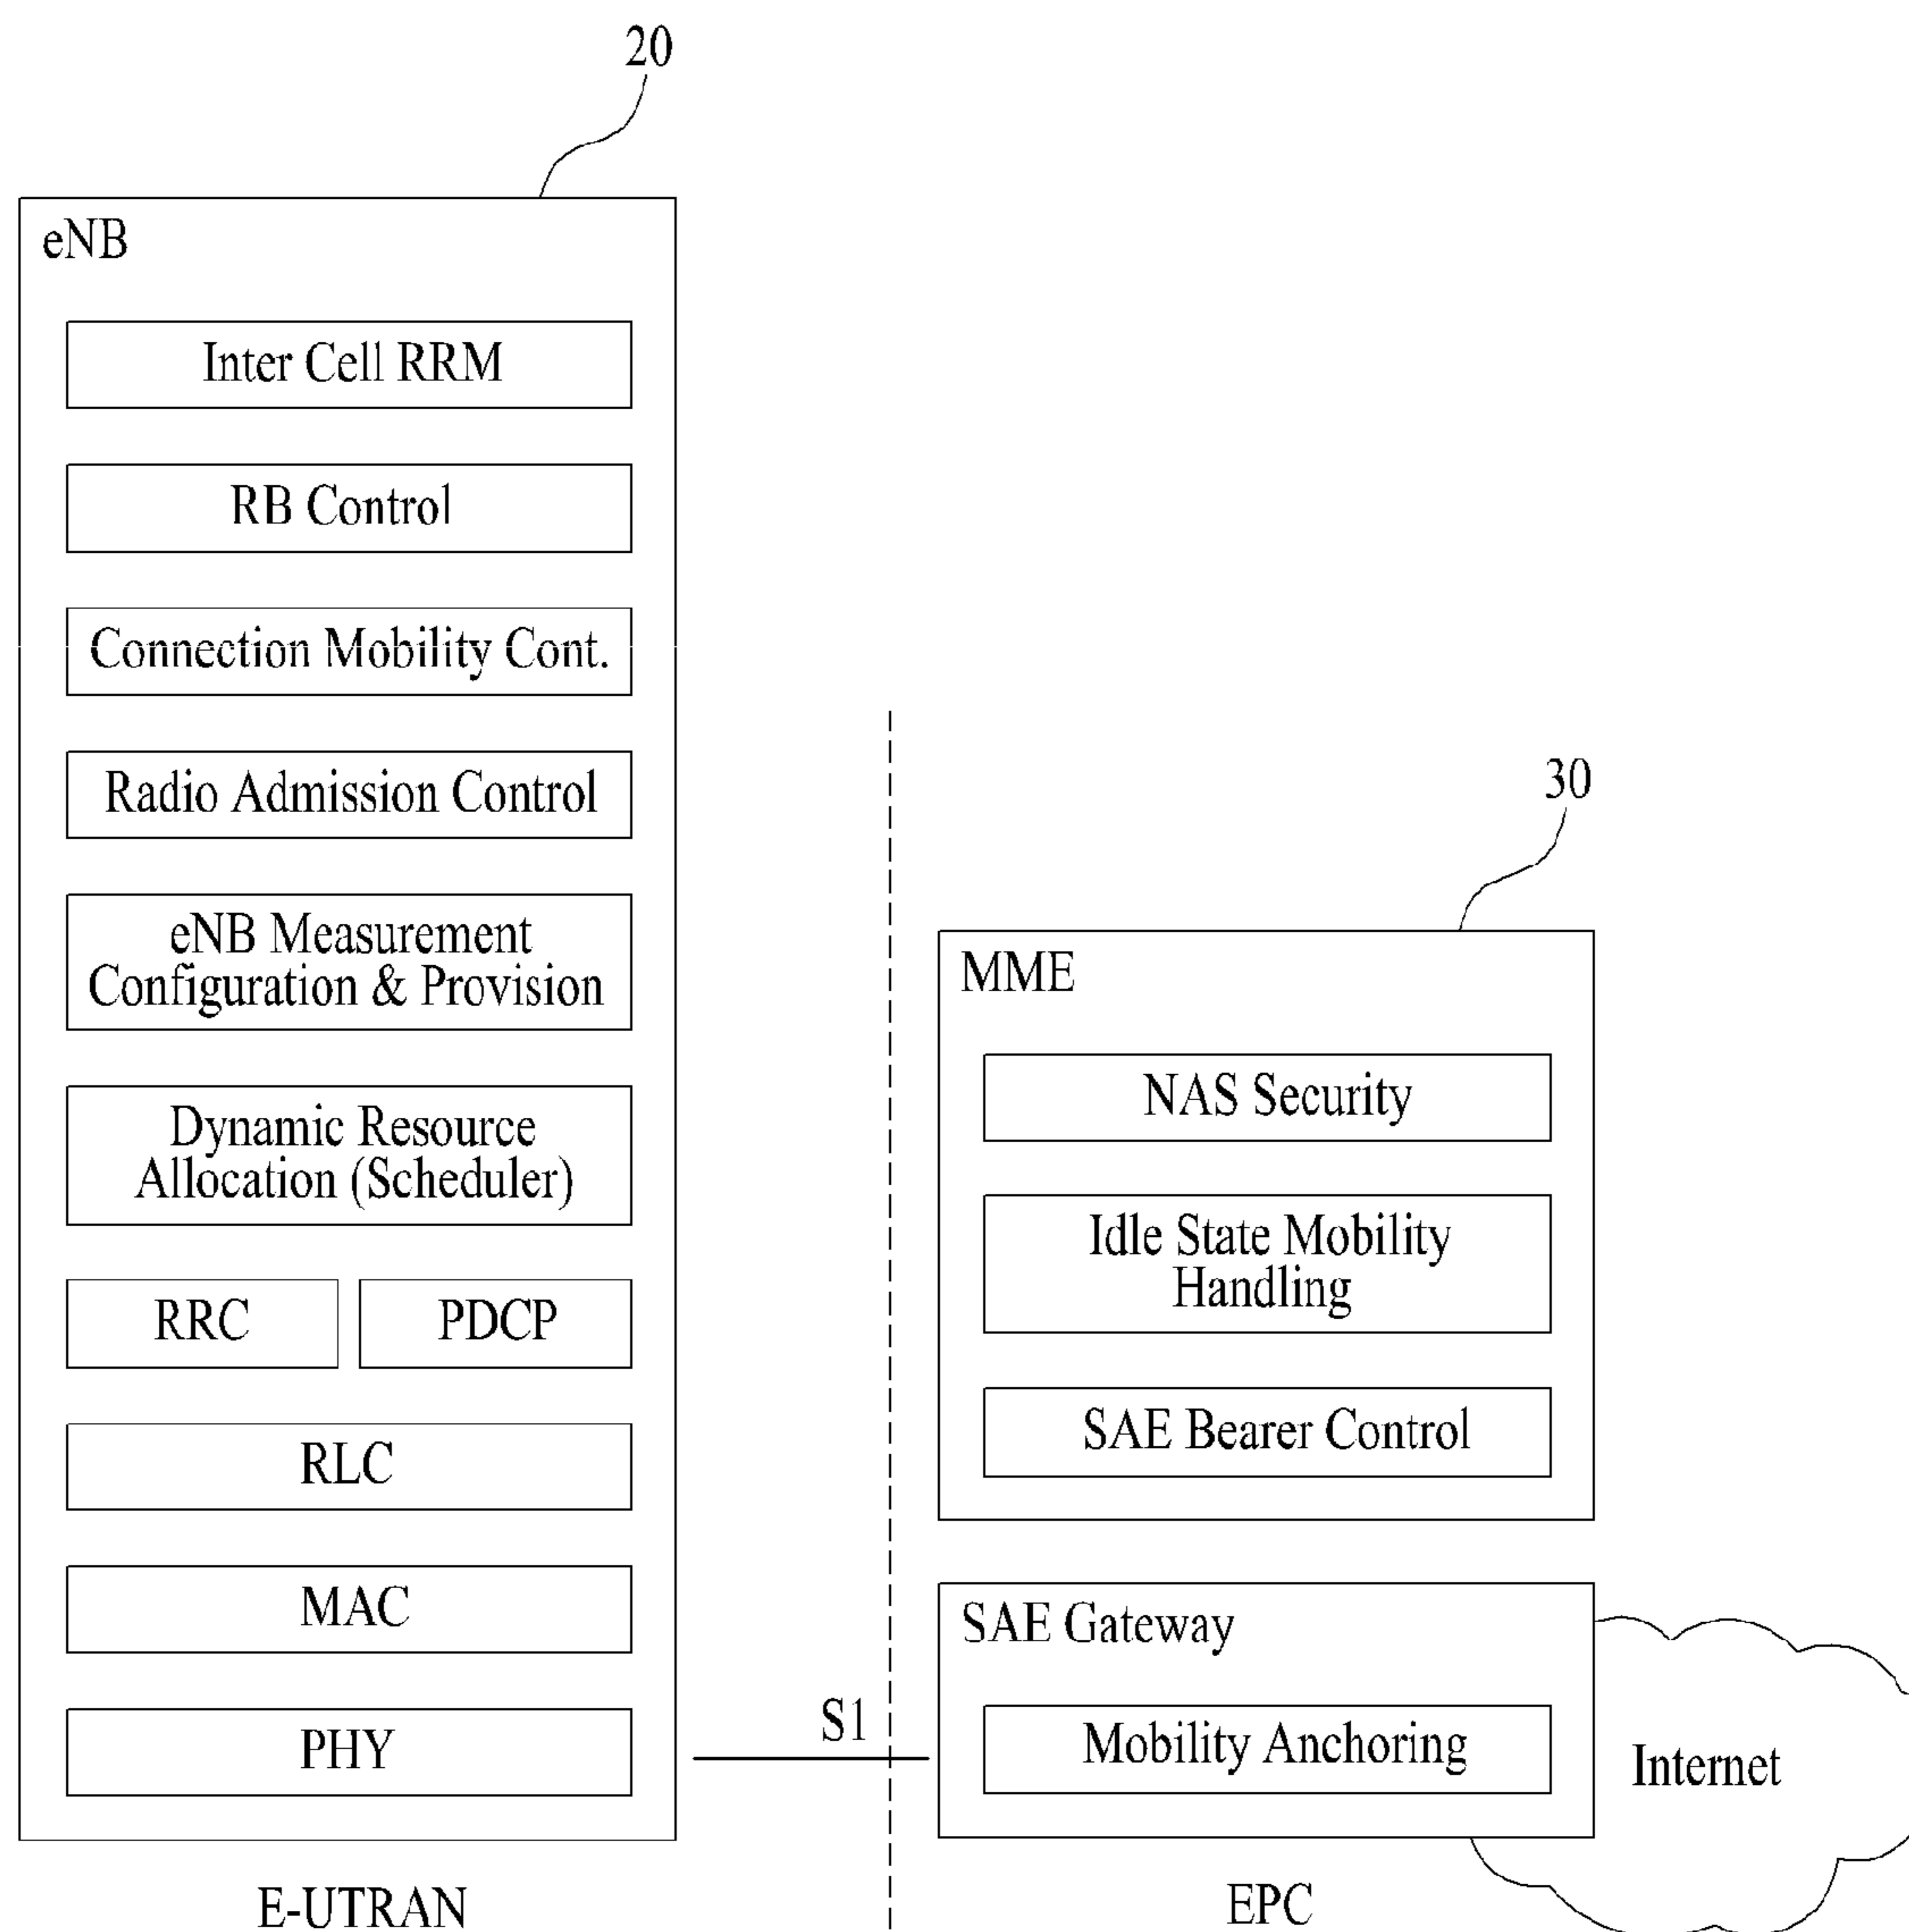 20
eNB
Inter Cell RRM
RB Control
Connection Mobility Cont.
Radio Admission Control
eNB Measurement
Configuration & Provision
Dynamic Resource
Allocation (Scheduler)
RRC
PDCP
RLC
MAC
PHY
E-UTRAN
S1
30
MME
NAS Security
Idle State Mobility
Handling
SAE Bearer Control
SAE Gateway
Mobility Anchoring
Internet
EPC